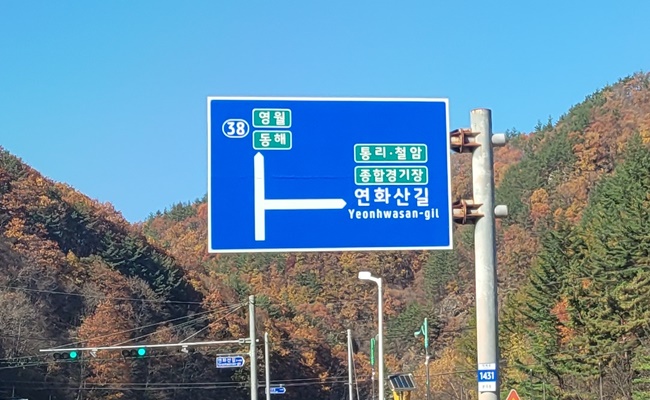 영월
38
동해
통리·철암
종합경기장
연화산길
Yeonhwasan-gil
1431